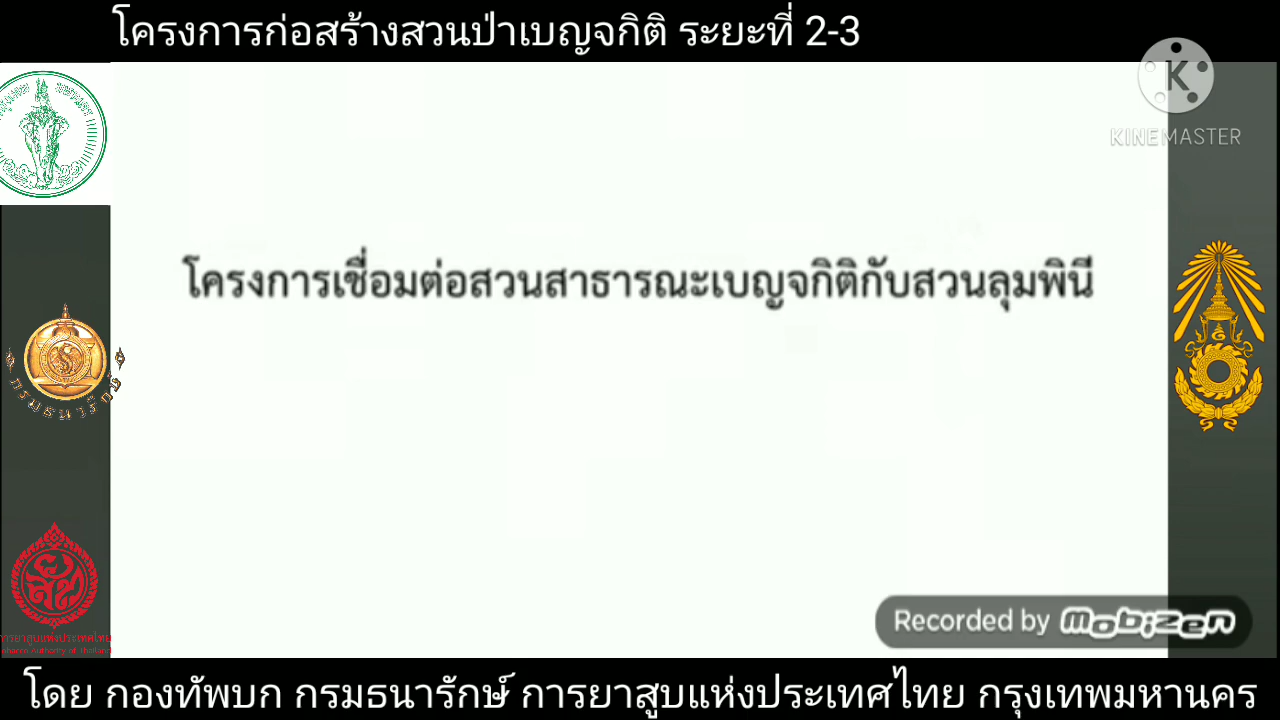 โครงการก่อสร้างสวนป่าเบญจกิติ ระยะที่ 2-3
KINEMASTER
โครงการเชื่อมต่อสวนสาธารณะเบญจกิติกับสวนลุมพินี
กรมธนารักษ์
Recorded by mobizen
การยาสูบแห่งประเทศไทย
Tobacco Authority of Thailand
โดย กองทัพบก กรมธนารักษ์ การยาสูบแห่งประเทศไทย กรุงเทพมหานคร